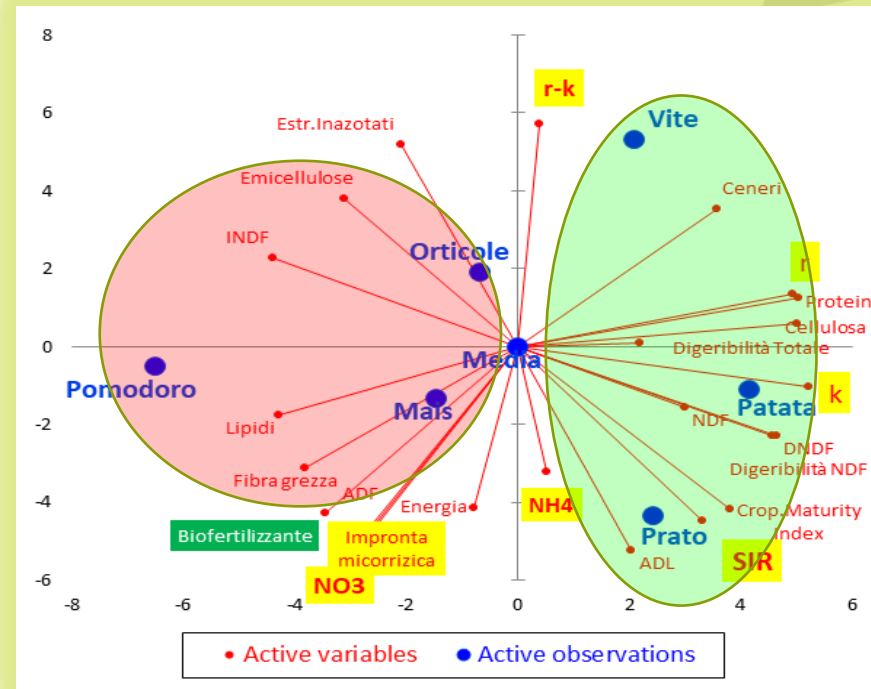 8
r-k
6
Vite
Estr.Inazotati
4
Emicellulose
Ceneri
INDF
Orticole
r
2
Protein
Cellulosa
Digeribilità Totale
0
Media
Pomodoro
Mais
Patata
k
-2
Lipidi
NDF
DNDF
Digeribilità NDF
Fibra grezza
ADF
-4
Energia
NH4
Crop.Maturity
Index
Biofertilizzante
Impronta
micorrizica
Prato
ADL
SIR
NO3
-6
-8 -6 -4 -2 0 2 4 6
Active variables Active observations